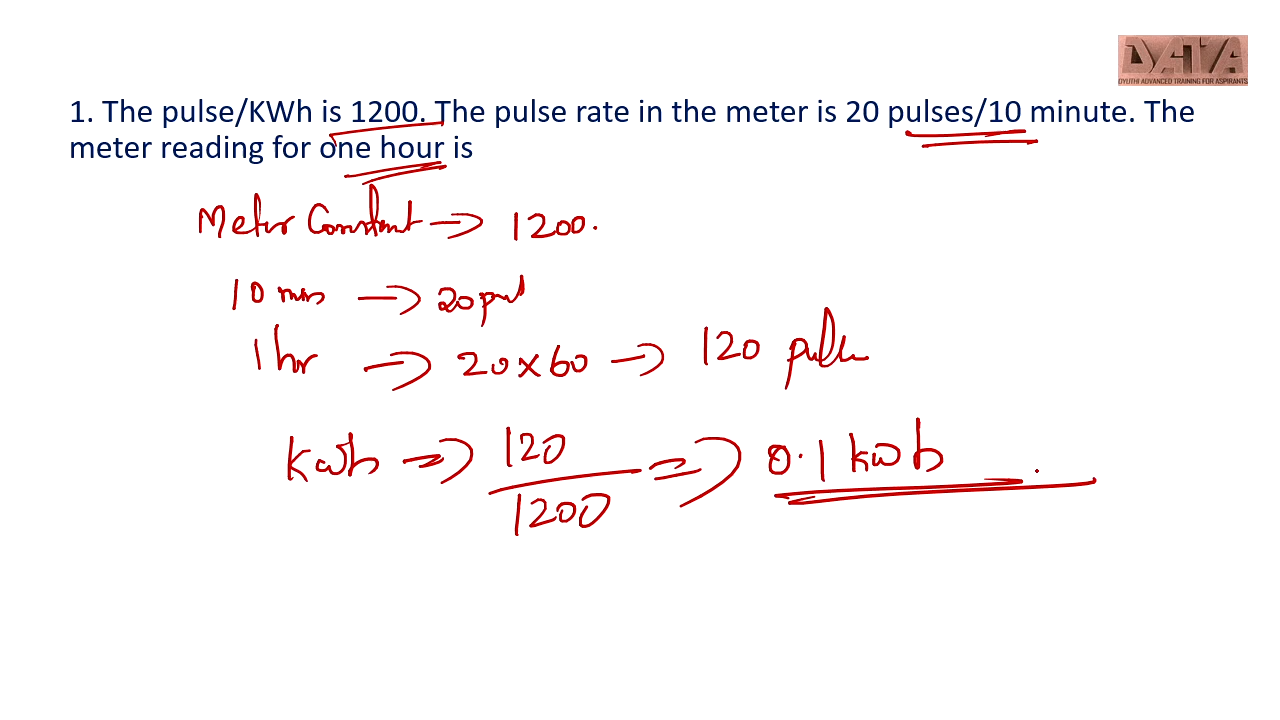 DATA
DYUTHI ADVANCED TRAINING FOR ASPIRANTS
1. The pulse/KWh is 1200. The pulse rate in the meter is 20 pulses/10 minute. The
meter reading for one hour is
Meter Constant → 1200.
10 min → 20 pul
1 hr → 20 x 60 → 120 pulse
kwh ⇒ 120/1200 ⇒ 0.1 kwh